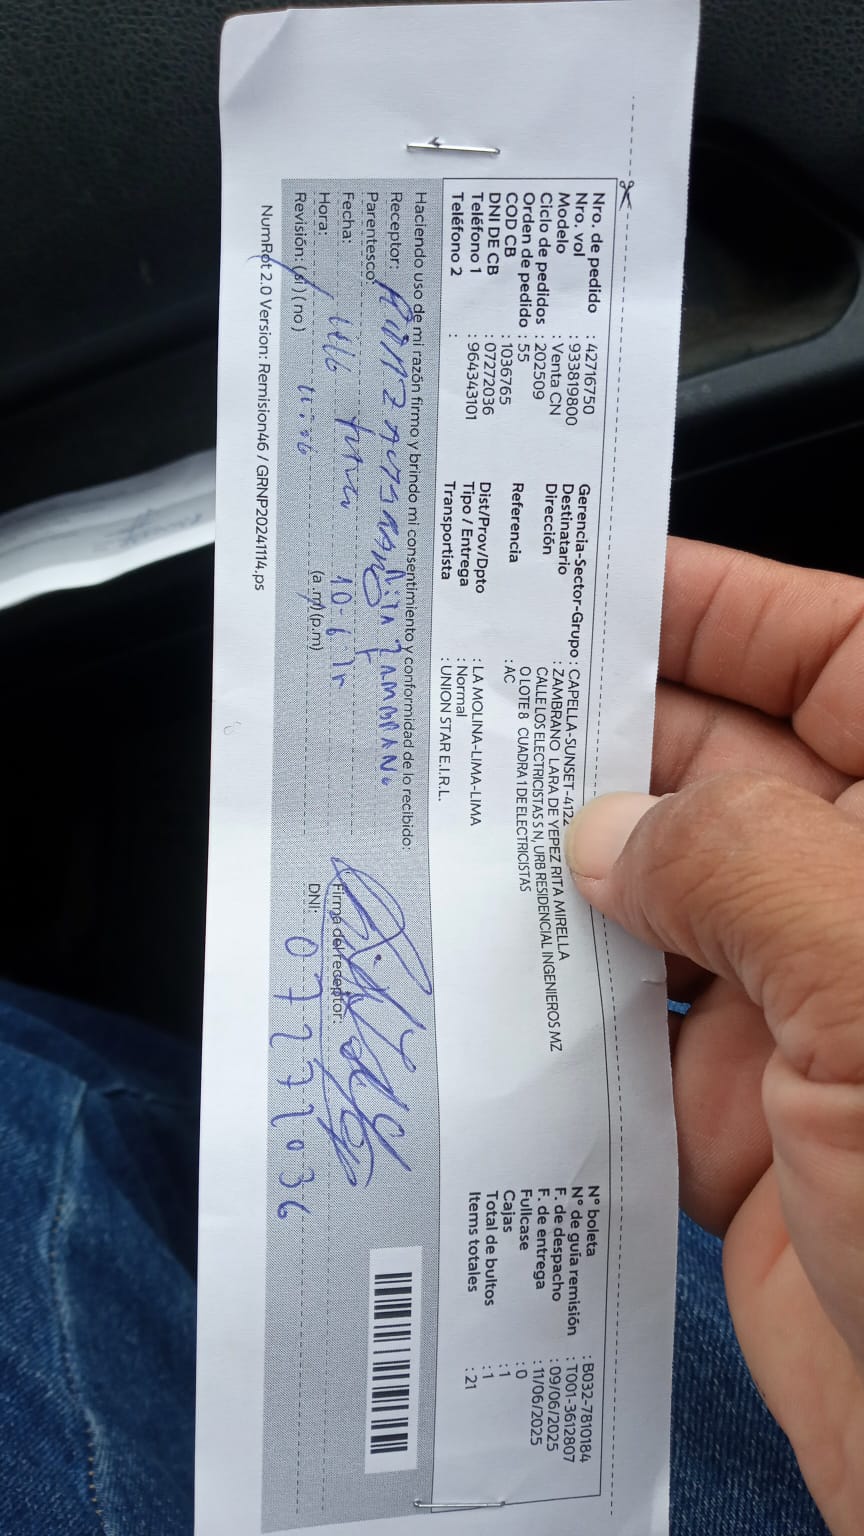 Nro. de pedido : 42716750
Nro. vol : 933819800
Modelo : Venta CN
Ciclo de pedidos : 202509
Orden de pedido : 55
COD CB : 1036765
DNI DE CB : 07272036
Teléfono 1 : 964343101
Teléfono 2 :
Gerencia-Sector-Grupo : CAPELLA-SUNSET-4122
Destinatario : ZAMBRANO LARA DE YEPEZ RITA MIRELLA
Dirección : CALLE LOS ELECTRICISTAS S N, URB RESIDENCIAL INGENIEROS MZ
O LOTE 8 CUADRA 1 DE ELECTRICISTAS
Referencia : AC
Dist/Prov/Dpto : LA MOLINA-LIMA-LIMA
Tipo / Entrega : Normal
Transportista : UNION STAR E.I.R.L.
N° boleta : B032-7810184
N° de guía remisión : T001-3612807
F. de despacho : 09/06/2025
F. de entrega : 11/06/2025
Fullcase : 0
Cajas : 1
Total de bultos : 1
Items totales : 21
Haciendo uso de mi razón firmo y brindo mi consentimiento y conformidad de lo recibido:
Receptor: ZAMBRANO
Parentesco:
Fecha:
Hora: (a.m) (p.m)
Revisión: (si) (no)
Firma del receptor:
DNI: 07272036
NumRot 2.0 Version: Remision46 / GRNP20241114.ps